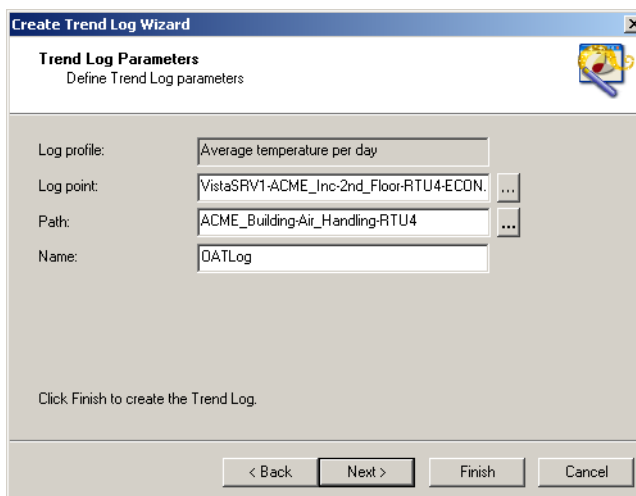 Create Trend Log Wizard
Trend Log Parameters
Define Trend Log parameters
Log profile: Average temperature per day
Log point: VistaSRV1-ACME_Inc-2nd_Floor-RTU4-ECON. ...
Path: ACME_Building-Air_Handling-RTU4 ...
Name: OATLog
Click Finish to create the Trend Log.
< Back Next > Finish Cancel